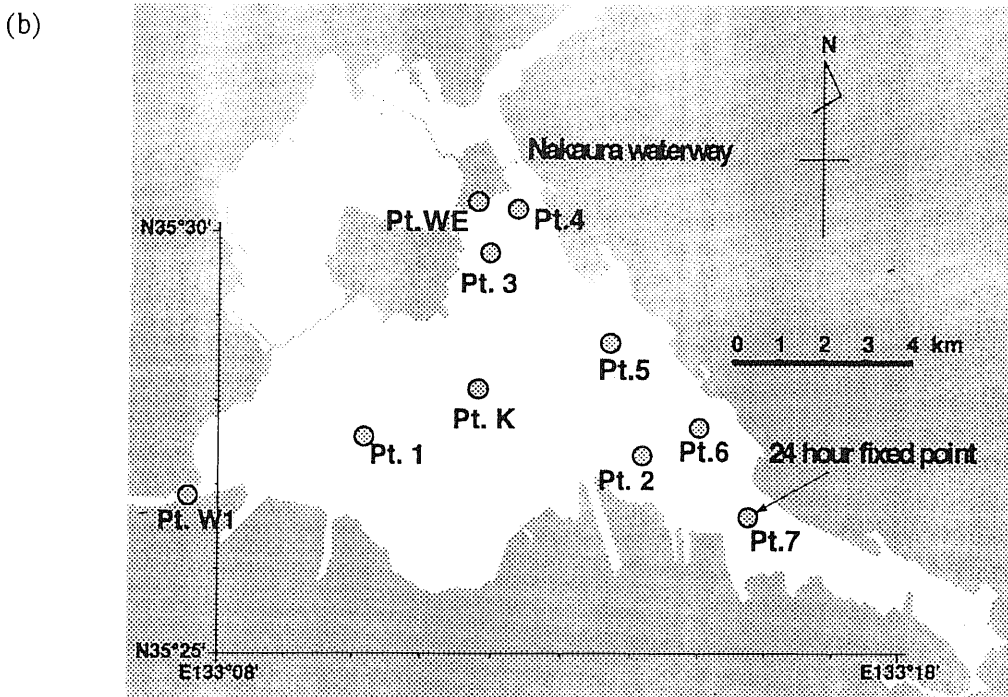 (b)
N
Nakaura waterway
Pt.WE
Pt.4
N35°30'
Pt. 3
0 1 2 3 4 km
Pt.5
Pt. K
Pt. 1
Pt.6
24 hour fixed point
Pt. 2
Pt. W1
Pt.7
N35°25'
E133°08'
E133°18'